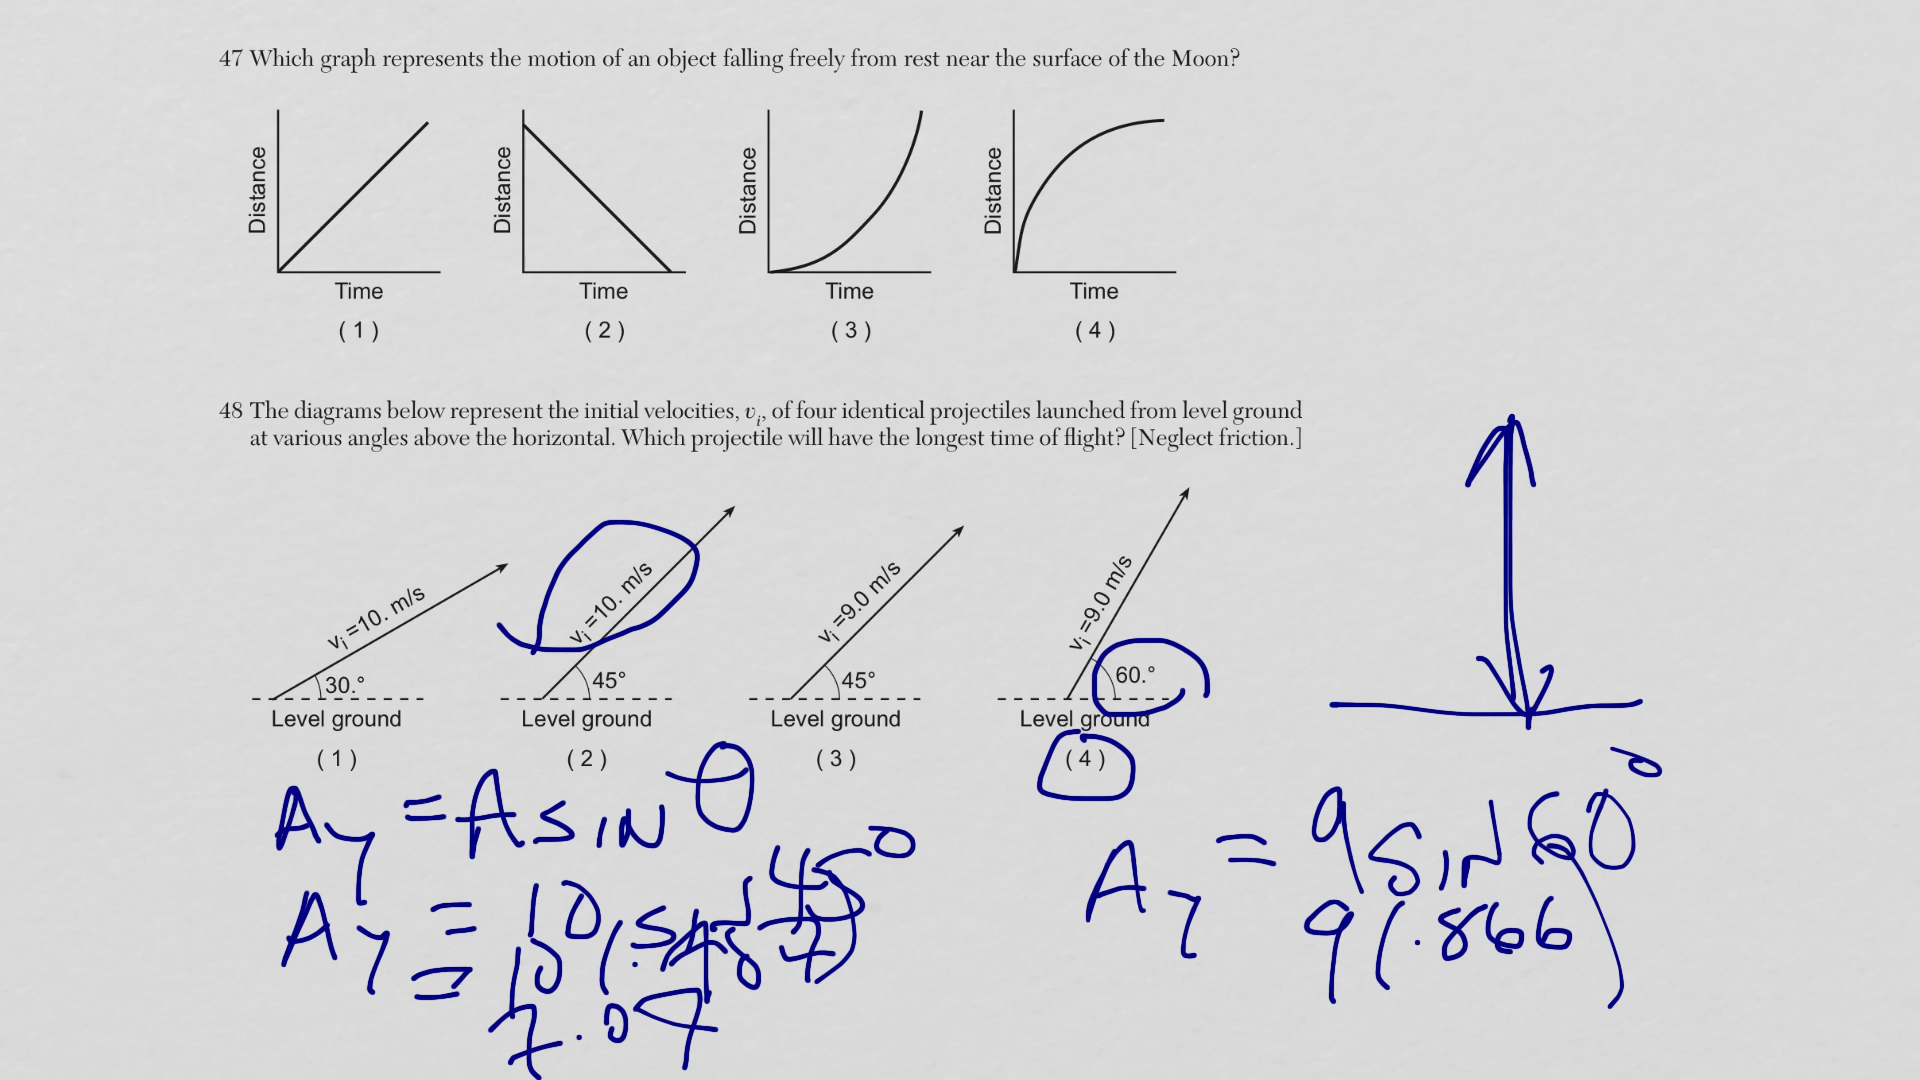 47 Which graph represents the motion of an object falling freely from rest near the surface of the Moon?
Distance Distance Distance Distance
Time Time Time Time
( 1 ) ( 2 ) ( 3 ) ( 4 )
48 The diagrams below represent the initial velocities, vi, of four identical projectiles launched from level ground
at various angles above the horizontal. Which projectile will have the longest time of flight? [Neglect friction.]
vi =10. m/s vi =10. m/s vi =9.0 m/s vi =9.0 m/s
30.° 45° 45° 60.°
Level ground Level ground Level ground Level ground
( 1 ) ( 2 ) ( 3 ) ( 4 )
Ay = A SIN θ
Ay = 10 SIN 45°
= 10 (.707)
7.07
Ay = 9 SIN 60°
9 (.866)